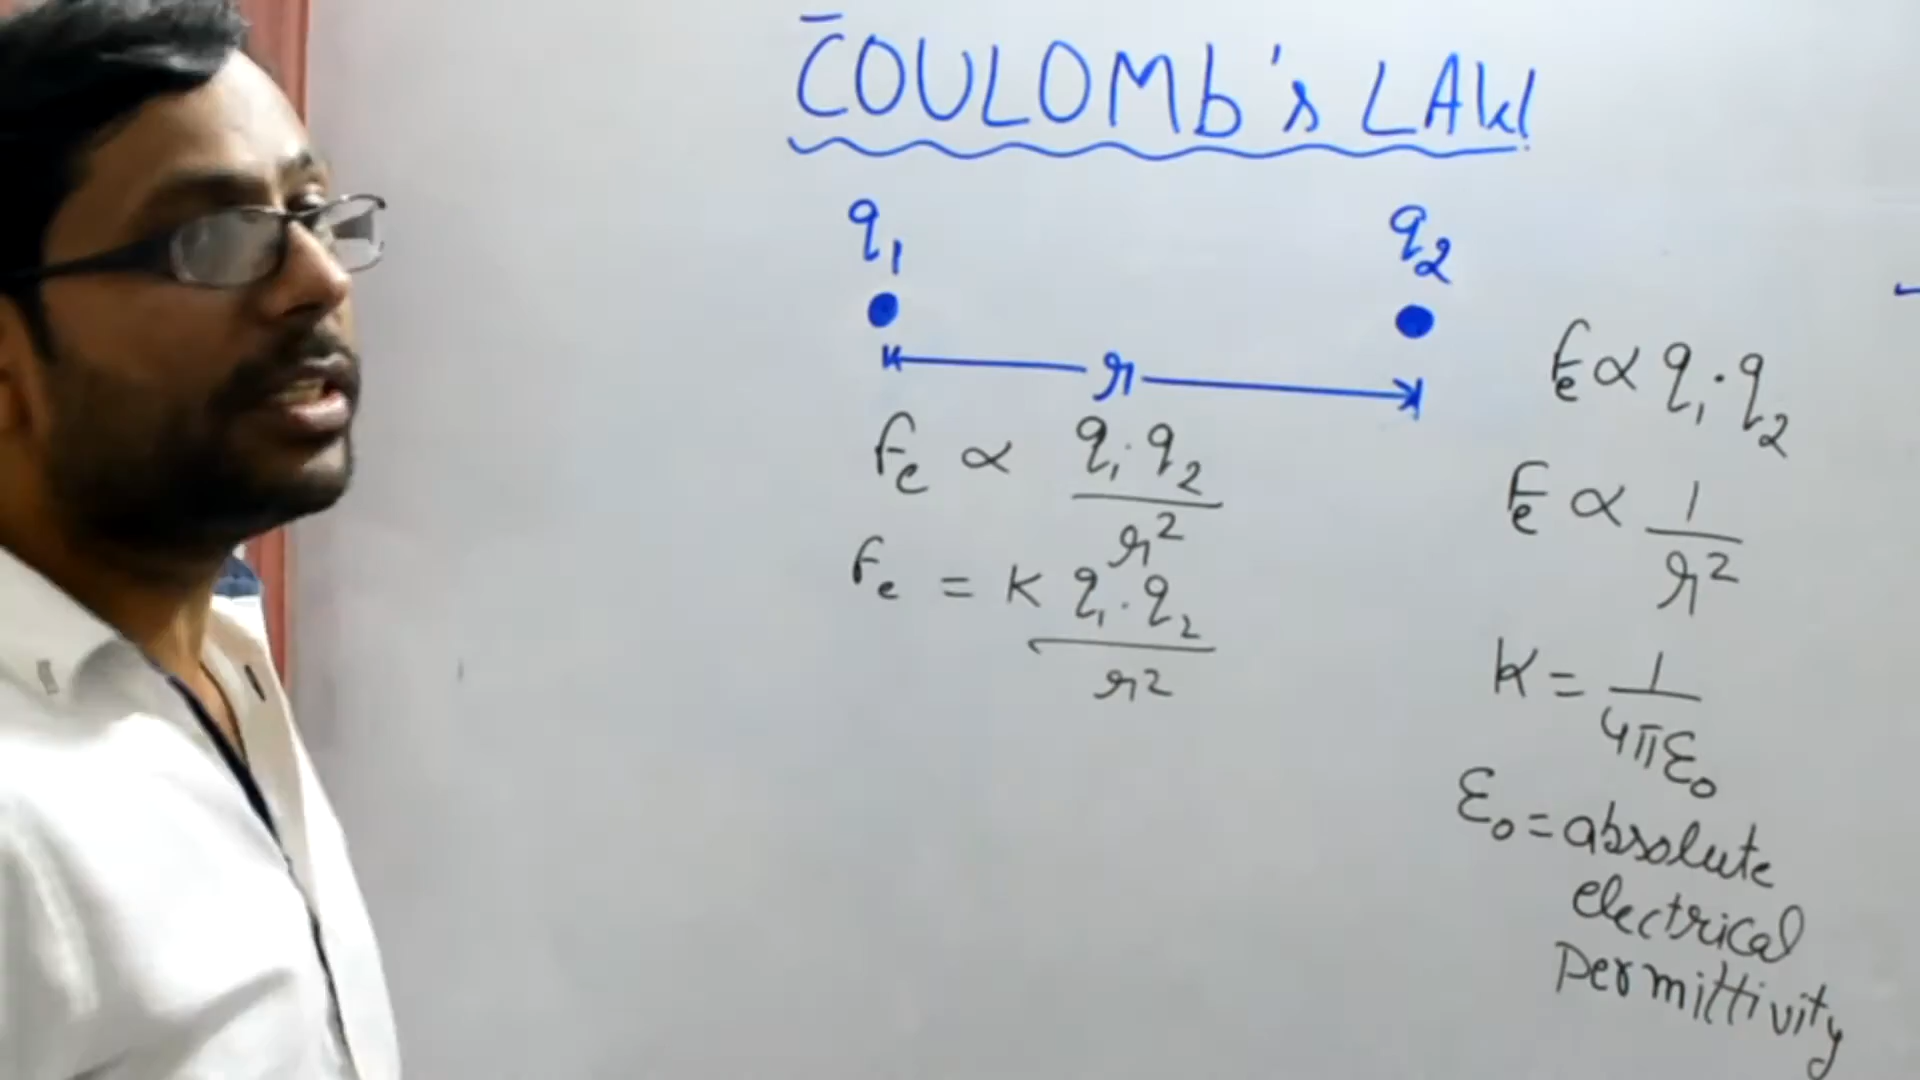 COULOMb's LAW
q₁ q₂
r
Fₑ ∝ q₁.q₂ / r²
Fₑ = K q₁.q₂ / r²
Fₑ ∝ q₁.q₂
Fₑ ∝ 1 / r²
K = 1 / 4πε₀
ε₀ = absolute
electrical
permittivity